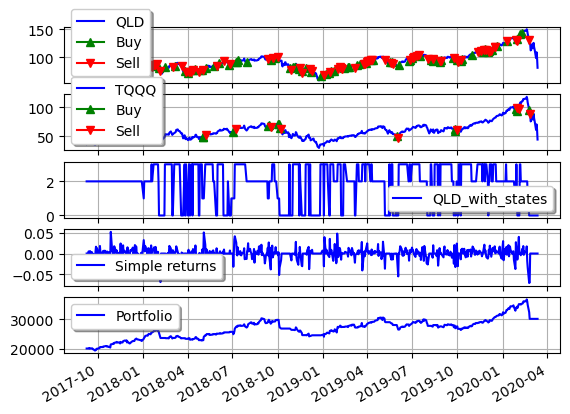 QLD
Buy
Sell
150
100
TQQQ
Buy
Sell
100
50
2
0
QLD_with_states
0.05
0.00
−0.05
Simple returns
Portfolio
30000
20000
2017-10
2018-01
2018-04
2018-07
2018-10
2019-01
2019-04
2019-07
2019-10
2020-01
2020-04